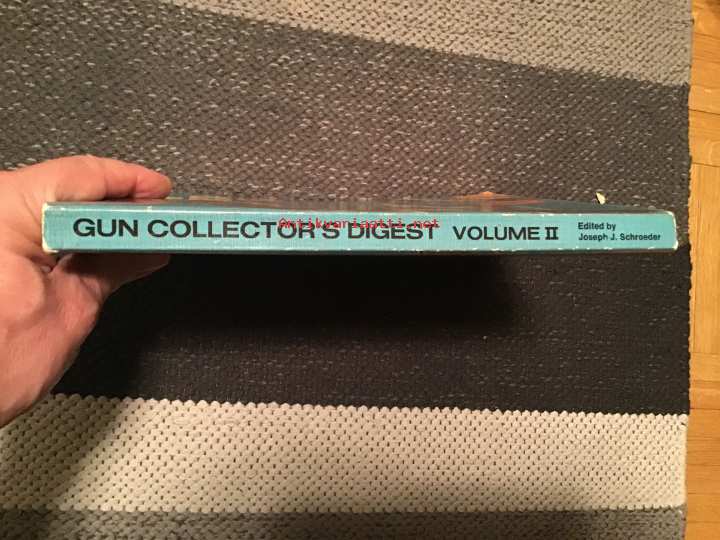 GUN COLLECTOR'S DIGEST VOLUME II
Edited by
Joseph J. Schroeder
Antikvariaatti.net